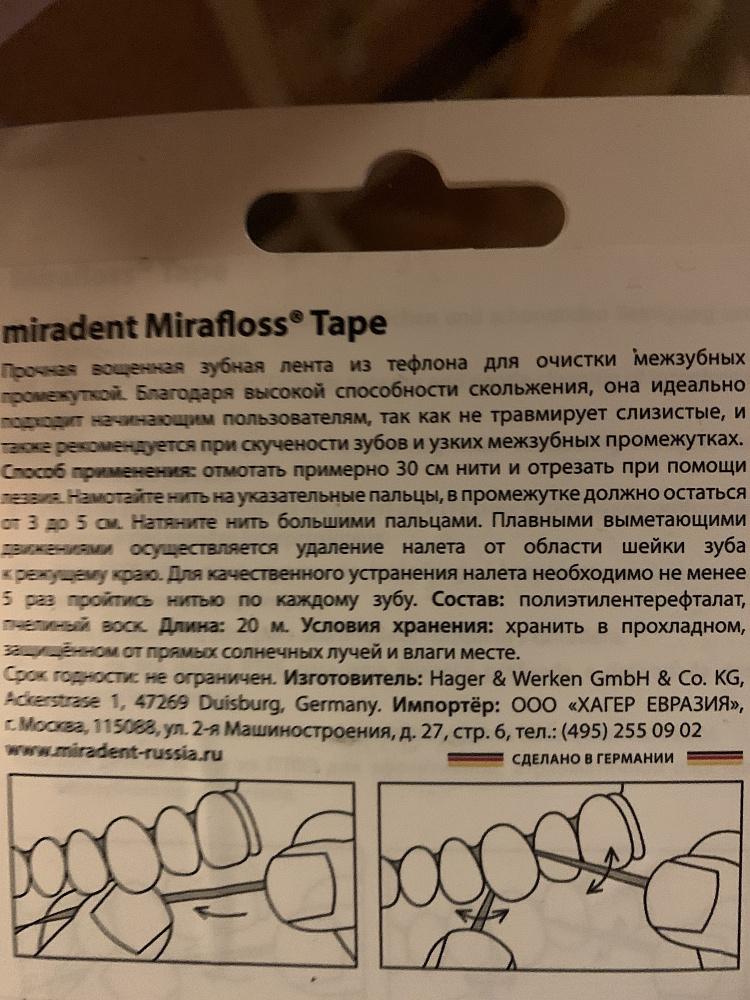 miradent Mirafloss® Tape
Прочная вощенная зубная лента из тефлона для очистки межзубных
промежуткой. Благодаря высокой способности скольжения, она идеально
подходит начинающим пользователям, так как не травмирует слизистые, и
также рекомендуется при скучености зубов и узких межзубных промежутках.
Способ применения: отмотать примерно 30 см нити и отрезать при помощи
лезвия. Намотайте нить на указательные пальцы, в промежутке должно остаться
от 3 до 5 см. Натяните нить большими пальцами. Плавными выметающими
движениями осуществляется удаление налета от области шейки зуба
к режущему краю. Для качественного устранения налета необходимо не менее
5 раз пройтись нитью по каждому зубу. Состав: полиэтилентерефталат,
пчелиный воск. Длина: 20 м. Условия хранения: хранить в прохладном,
защищённом от прямых солнечных лучей и влаги месте.
Срок годности: не ограничен. Изготовитель: Hager & Werken GmbH & Co. KG,
Ackerstrase 1, 47269 Duisburg, Germany. Импортёр: ООО «ХАГЕР ЕВРАЗИЯ»,
г. Москва, 115088, ул. 2-я Машиностроения, д. 27, стр. 6, тел.: (495) 255 09 02
www.miradent-russia.ru
СДЕЛАНО В ГЕРМАНИИ